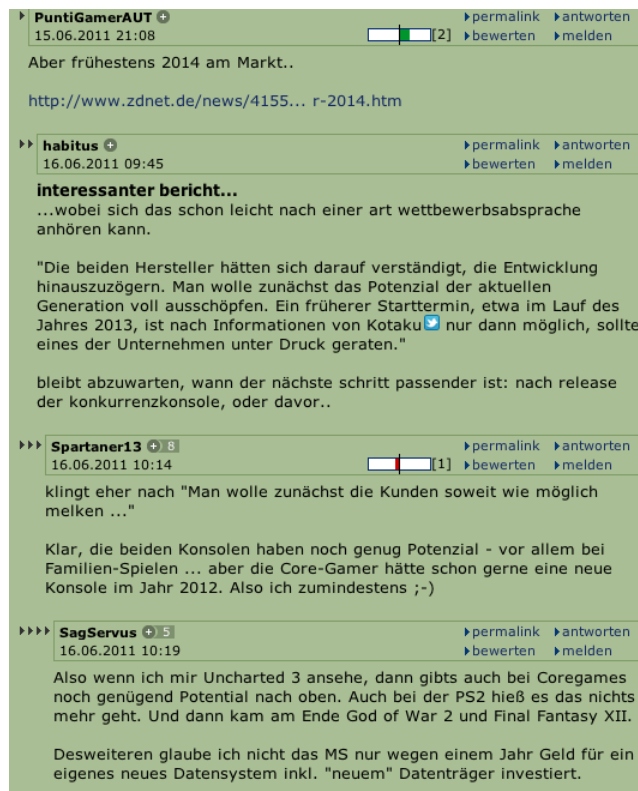 PuntiGamerAUT + ▸permalink ▸antworten
15.06.2011 21:08 [2] ▸bewerten ▸melden
Aber frühestens 2014 am Markt..
http://www.zdnet.de/news/4155... r-2014.htm
habitus + ▸permalink ▸antworten
16.06.2011 09:45 ▸bewerten ▸melden
interessanter bericht...
...wobei sich das schon leicht nach einer art wettbewerbsabsprache
anhören kann.
"Die beiden Hersteller hätten sich darauf verständigt, die Entwicklung
hinauszuzögern. Man wolle zunächst das Potenzial der aktuellen
Generation voll ausschöpfen. Ein früherer Starttermin, etwa im Lauf des
Jahres 2013, ist nach Informationen von Kotaku nur dann möglich, sollte
eines der Unternehmen unter Druck geraten."
bleibt abzuwarten, wann der nächste schritt passender ist: nach release
der konkurrenzkonsole, oder davor..
Spartaner13 + 8 ▸permalink ▸antworten
16.06.2011 10:14 [1] ▸bewerten ▸melden
klingt eher nach "Man wolle zunächst die Kunden soweit wie möglich
melken ..."
Klar, die beiden Konsolen haben noch genug Potenzial - vor allem bei
Familien-Spielen ... aber die Core-Gamer hätte schon gerne eine neue
Konsole im Jahr 2012. Also ich zumindestens ;-)
SagServus + 5 ▸permalink ▸antworten
16.06.2011 10:19 ▸bewerten ▸melden
Also wenn ich mir Uncharted 3 ansehe, dann gibts auch bei Coregames
noch genügend Potential nach oben. Auch bei der PS2 hieß es das nichts
mehr geht. Und dann kam am Ende God of War 2 und Final Fantasy XII.
Desweiteren glaube ich nicht das MS nur wegen einem Jahr Geld für ein
eigenes neues Datensystem inkl. "neuem" Datenträger investiert.